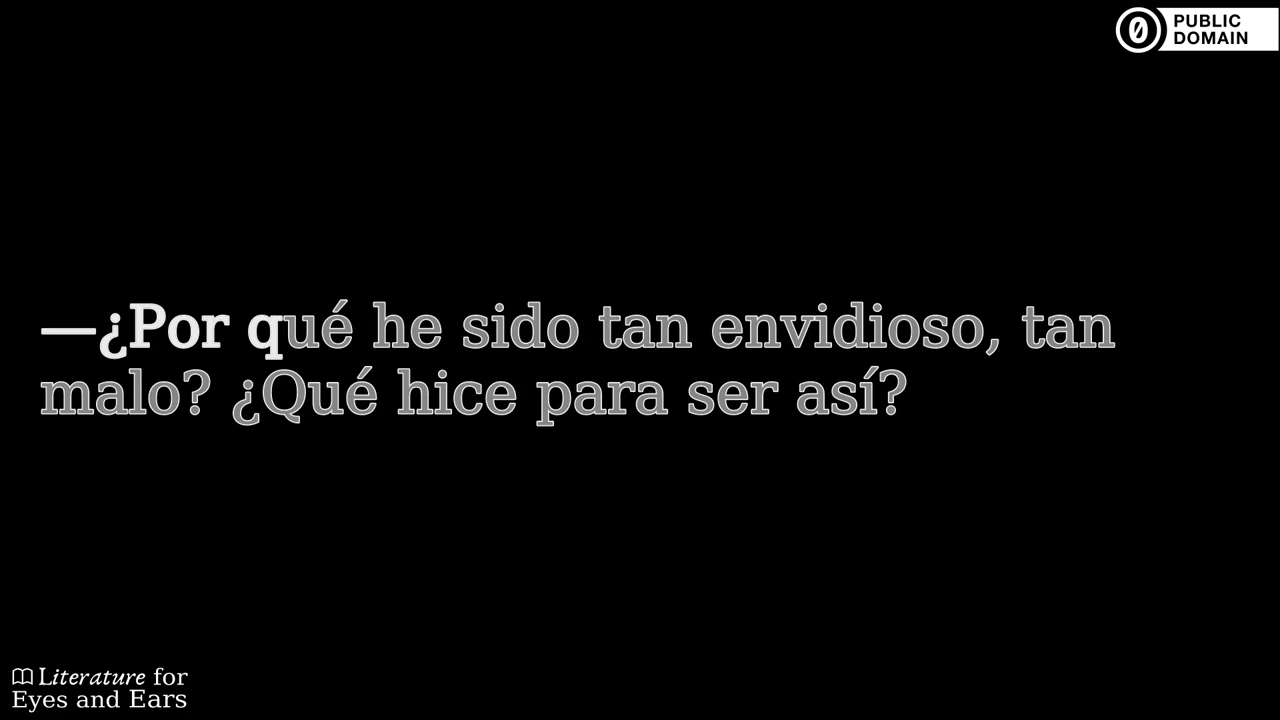 PUBLIC
DOMAIN
—¿Por qué he sido tan envidioso, tan
malo? ¿Qué hice para ser así?
Literature for
Eyes and Ears